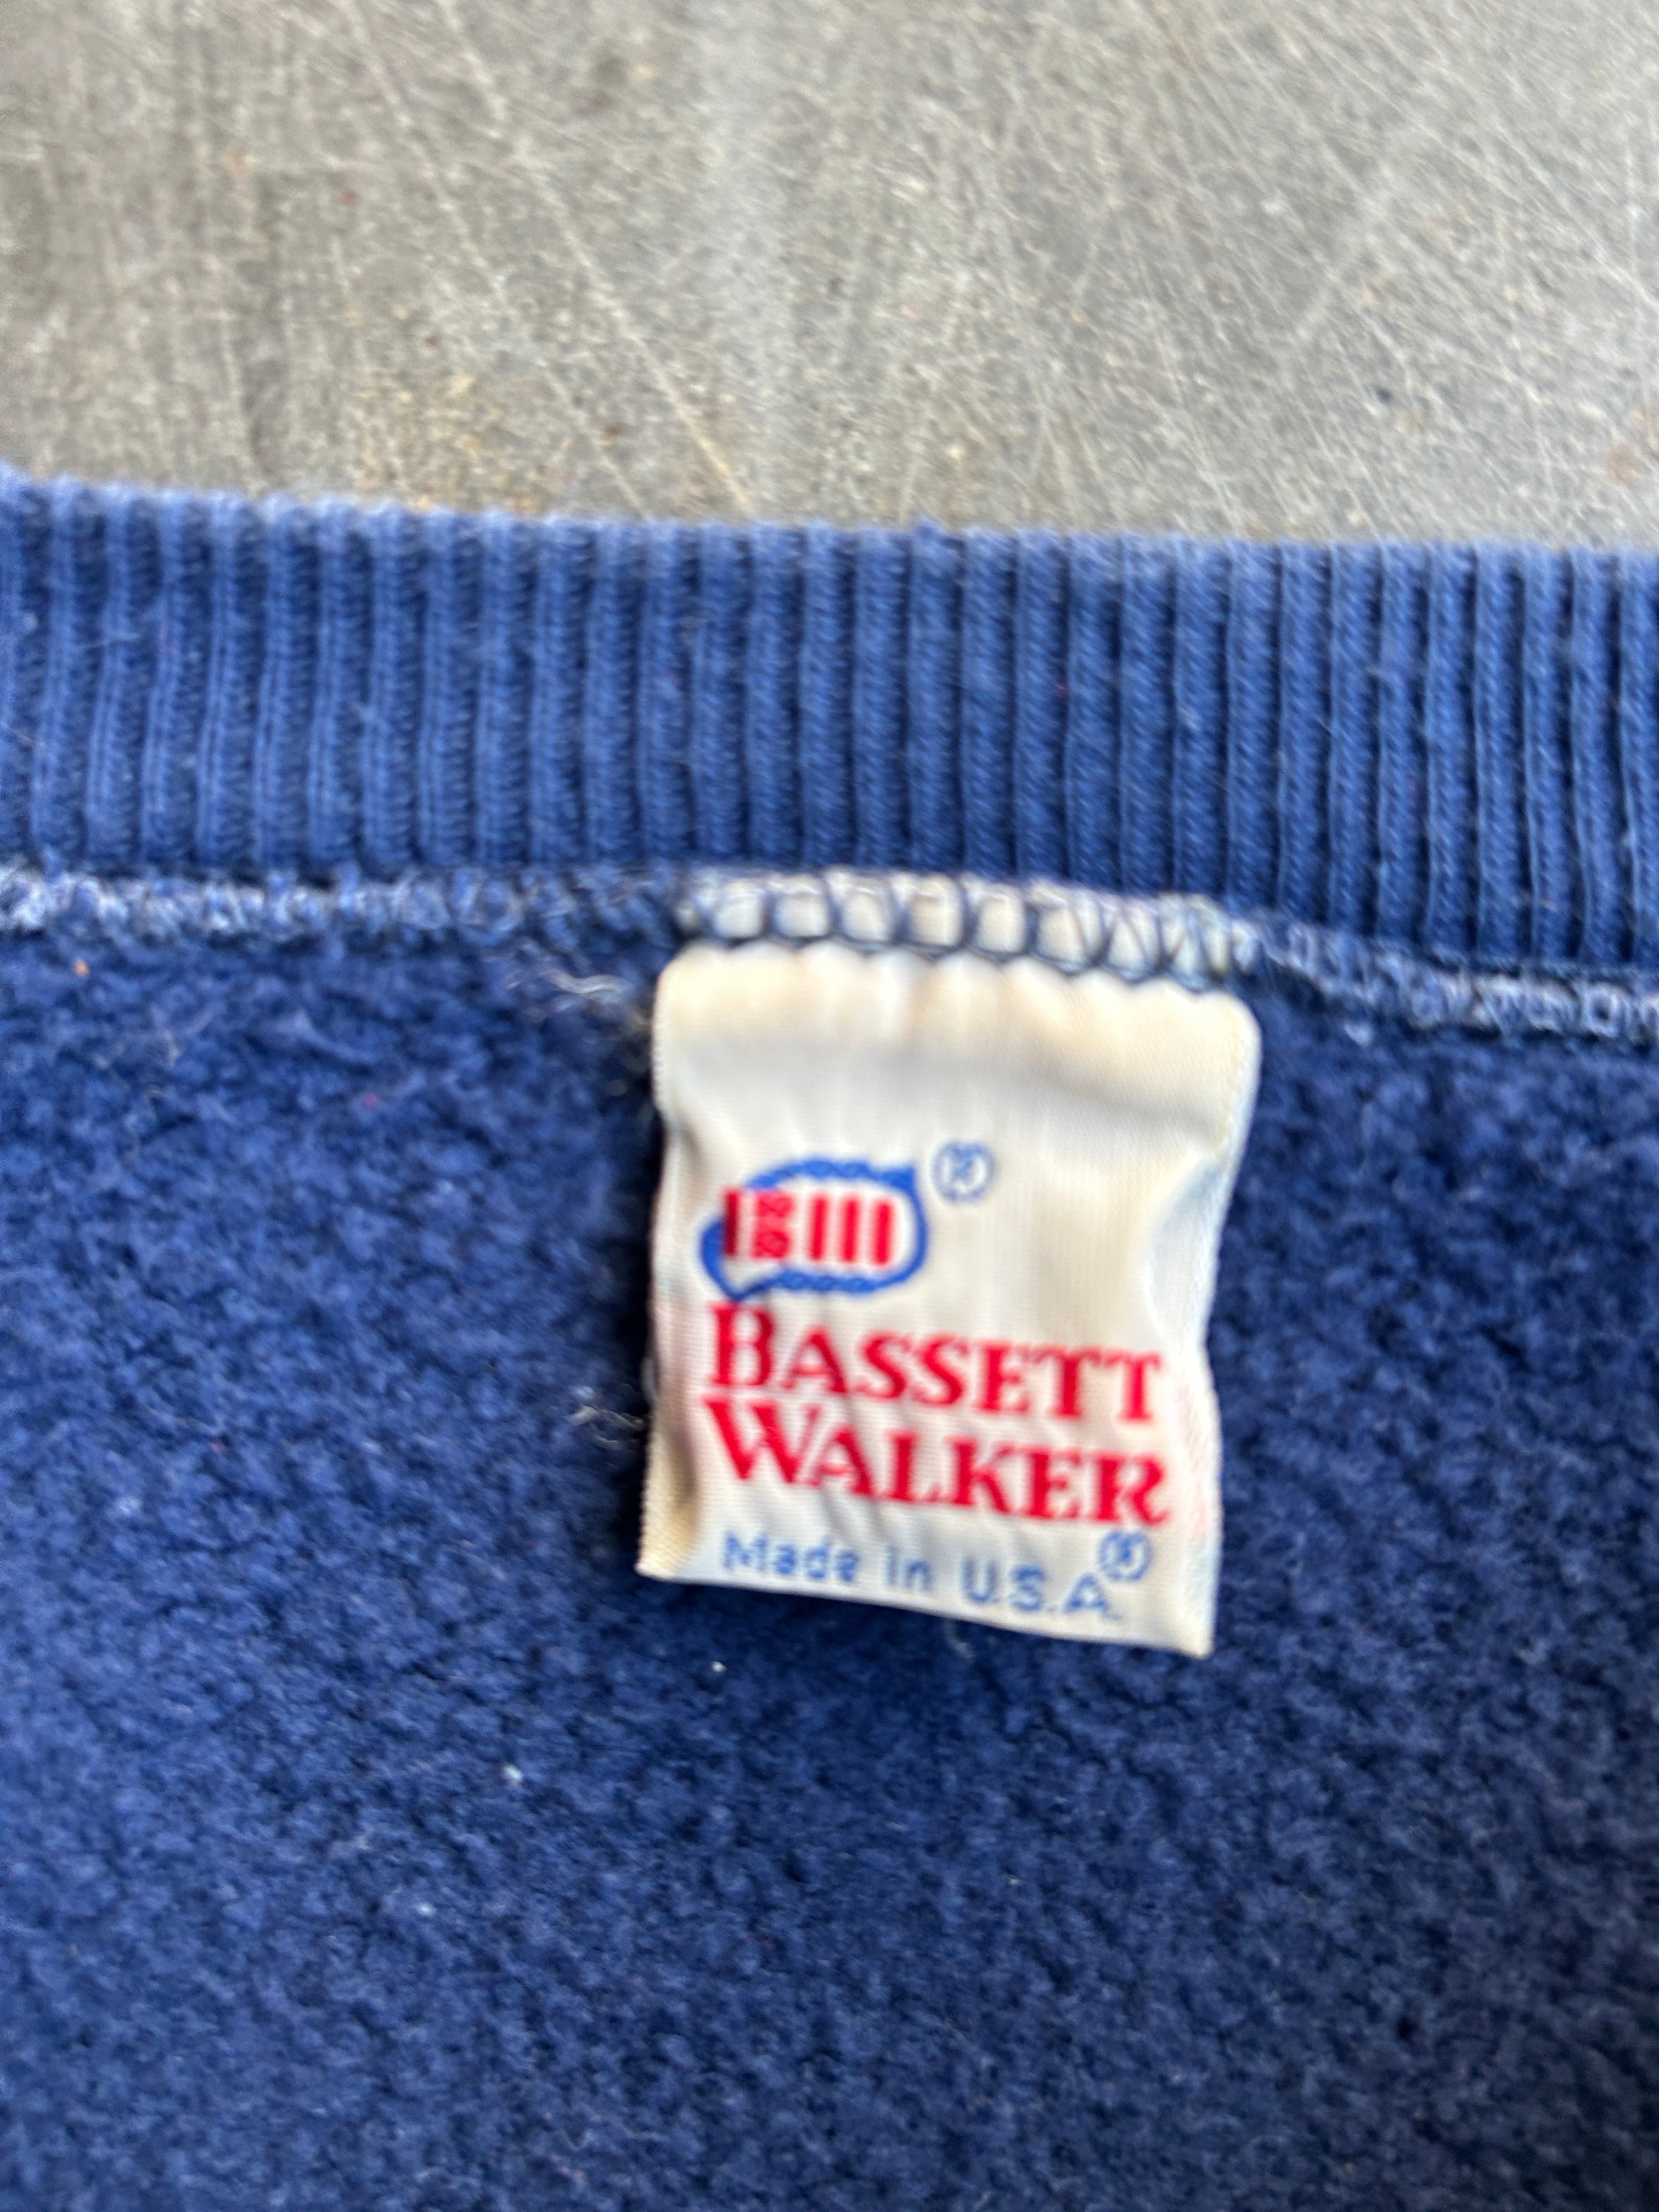 ®
BASSETT
WALKER®
Made in U.S.A.